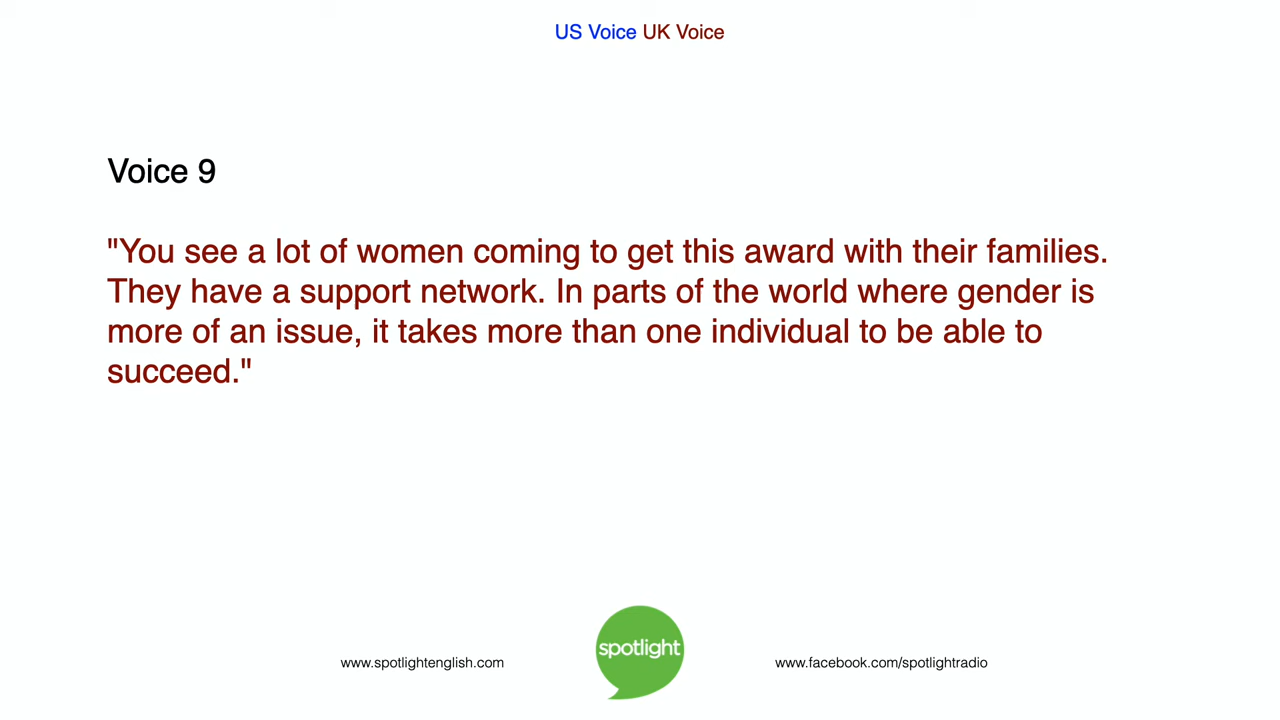 US Voice UK Voice
Voice 9
"You see a lot of women coming to get this award with their families.
They have a support network. In parts of the world where gender is
more of an issue, it takes more than one individual to be able to
succeed."
spotlight
www.spotlightenglish.com
www.facebook.com/spotlightradio